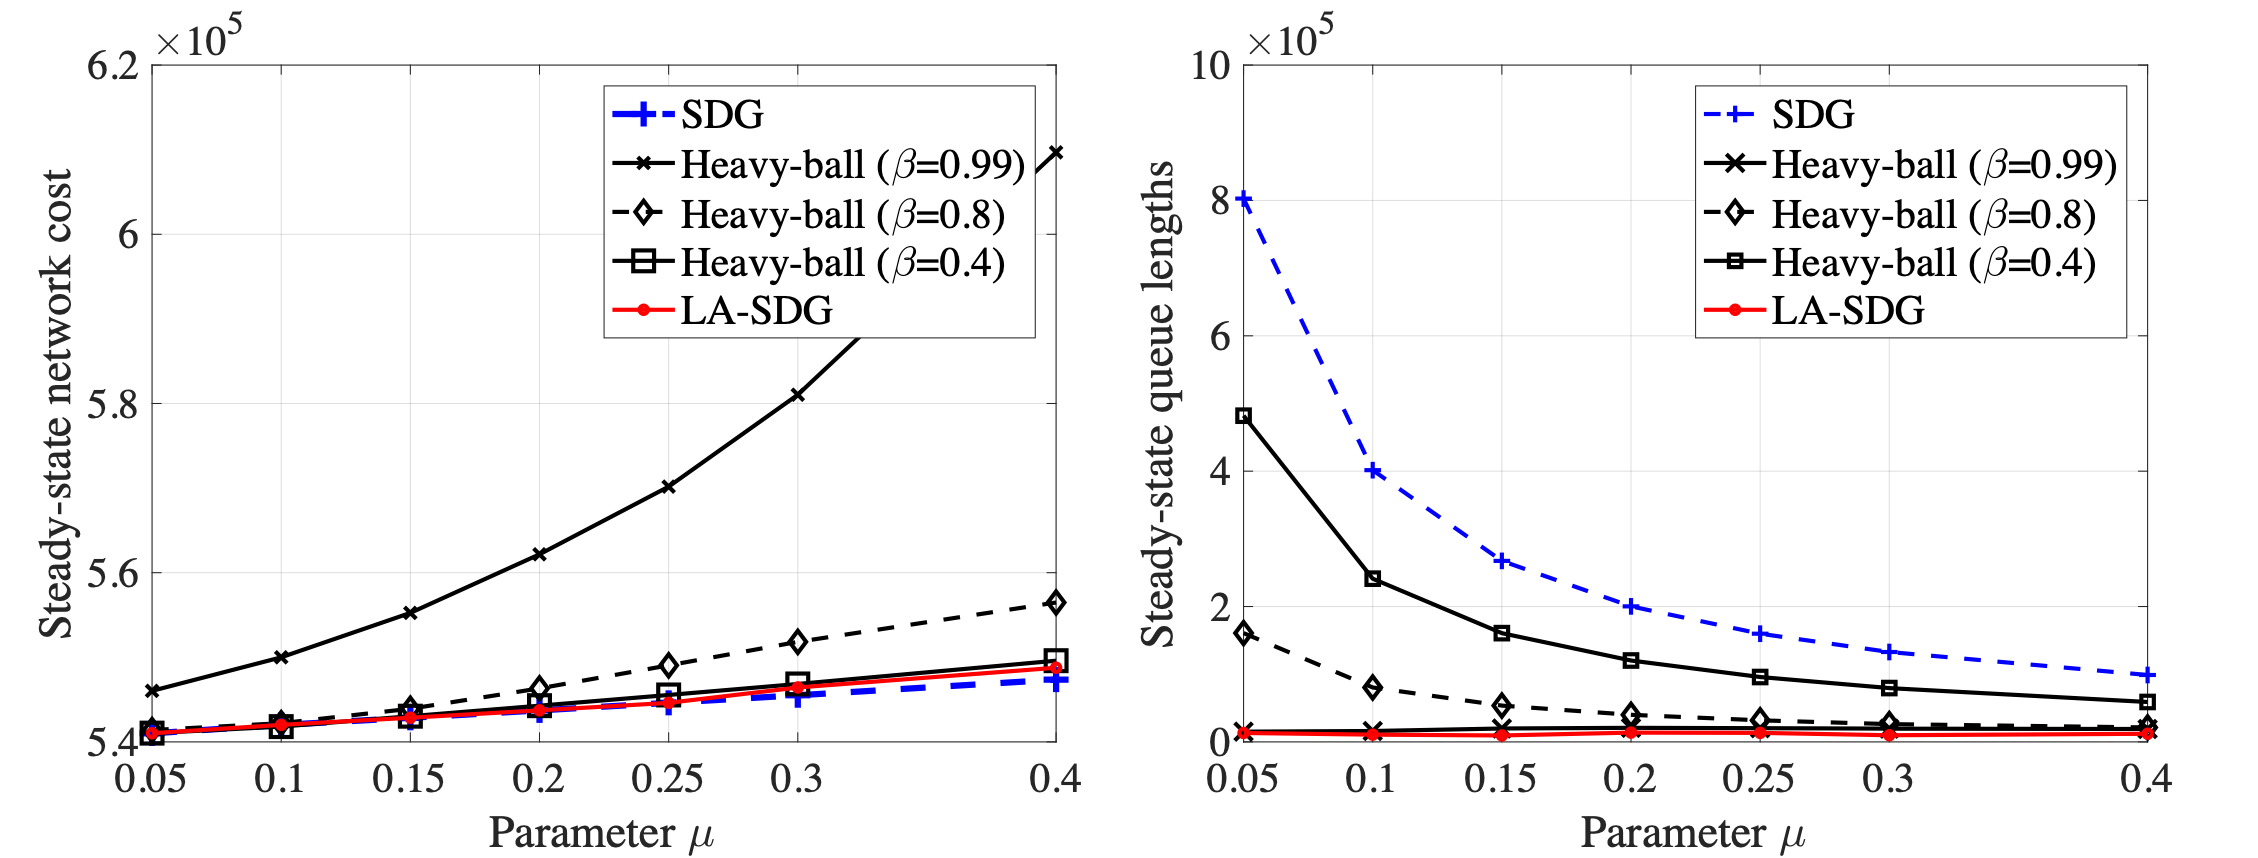 ×10⁵
6.2
6
5.8
5.6
5.4
Steady-state network cost
SDG
Heavy-ball (β=0.99)
Heavy-ball (β=0.8)
Heavy-ball (β=0.4)
LA-SDG
0.05 0.1 0.15 0.2 0.25 0.3 0.4
Parameter μ
×10⁵
10
8
6
4
2
0
Steady-state queue lengths
SDG
Heavy-ball (β=0.99)
Heavy-ball (β=0.8)
Heavy-ball (β=0.4)
LA-SDG
0.05 0.1 0.15 0.2 0.25 0.3 0.4
Parameter μ